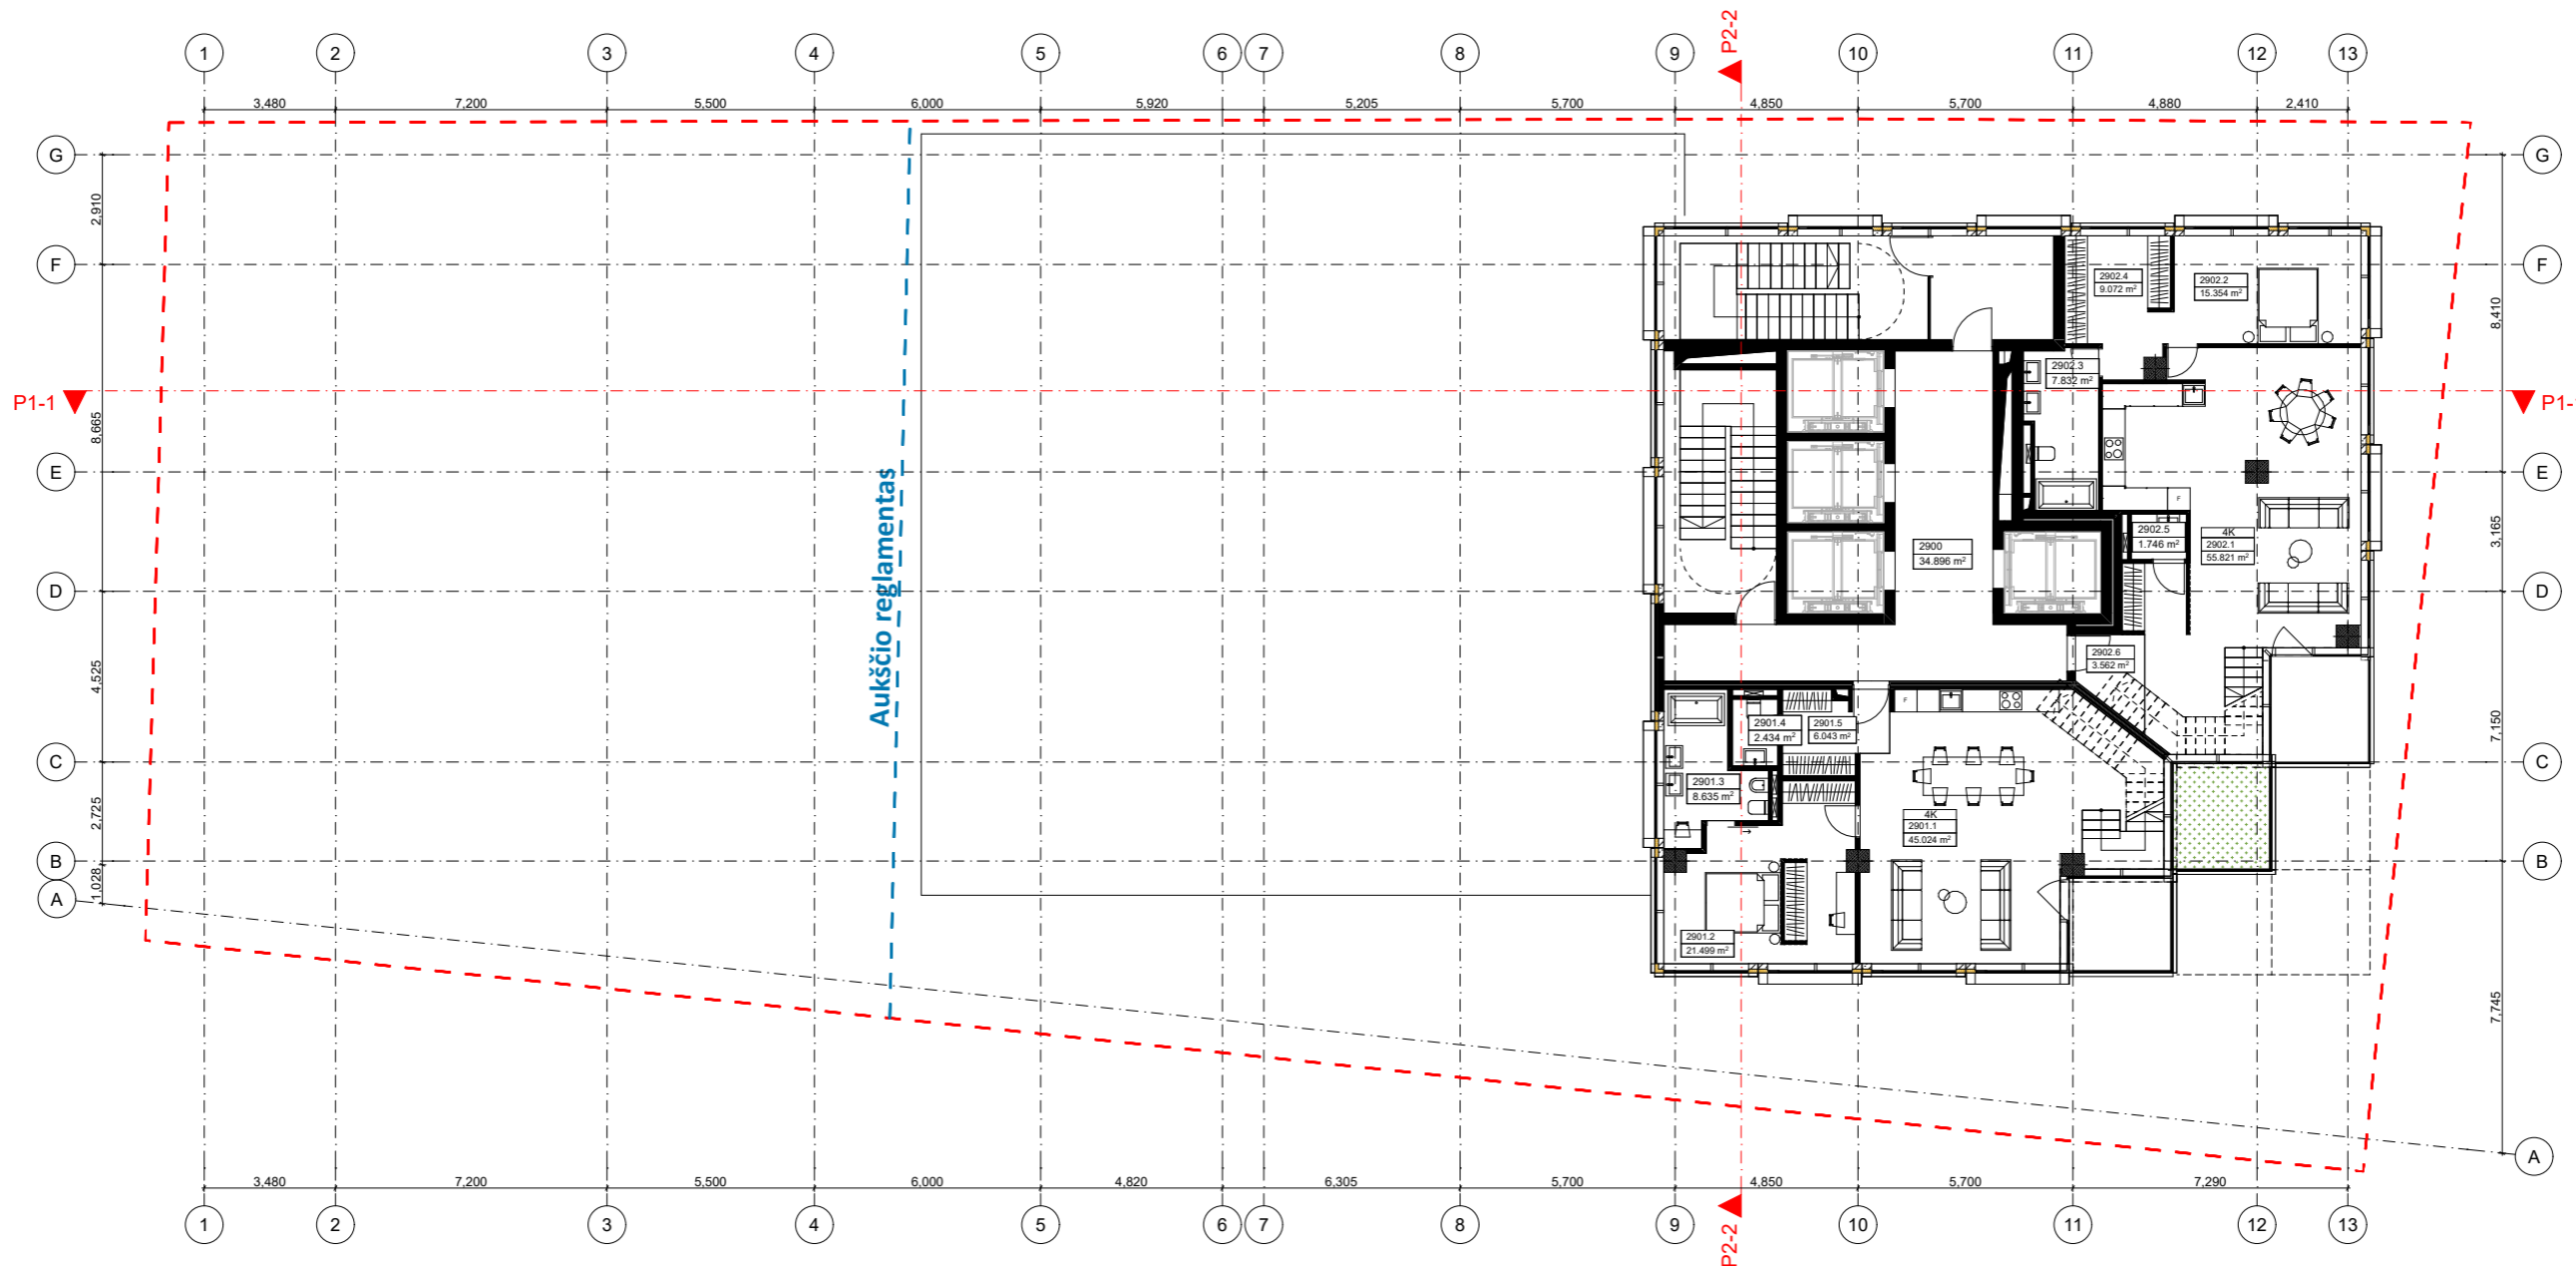 P2-2
1 2 3 4 5 6 7 8 9 10 11 12 13
3,480 7,200 5,500 6,000 5,920 5,205 5,700 4,850 5,700 4,880 2,410
G G
2,910
F F
8,410
2902.4
9.072 m²
2902.2
15.354 m²
2902.3
7.832 m²
P1-1 P1-
8,665
E E
F
Aukščio reglamentas
2902.5
1.746 m²
4K
2902.1
55.821 m²
3,165
2900
34.896 m²
D D
4,525
2902.6
3.562 m²
F
2901.4
2.434 m²
2901.5
6.043 m²
7,150
C C
2901.3
8.635 m²
2,725
4K
2901.1
45.024 m²
B B
1,028
A
2901.2
21.499 m²
7,745
A
3,480 7,200 5,500 6,000 4,820 6,305 5,700 4,850 5,700 7,290
1 2 3 4 5 6 7 8 9 10 11 12 13
P2-2